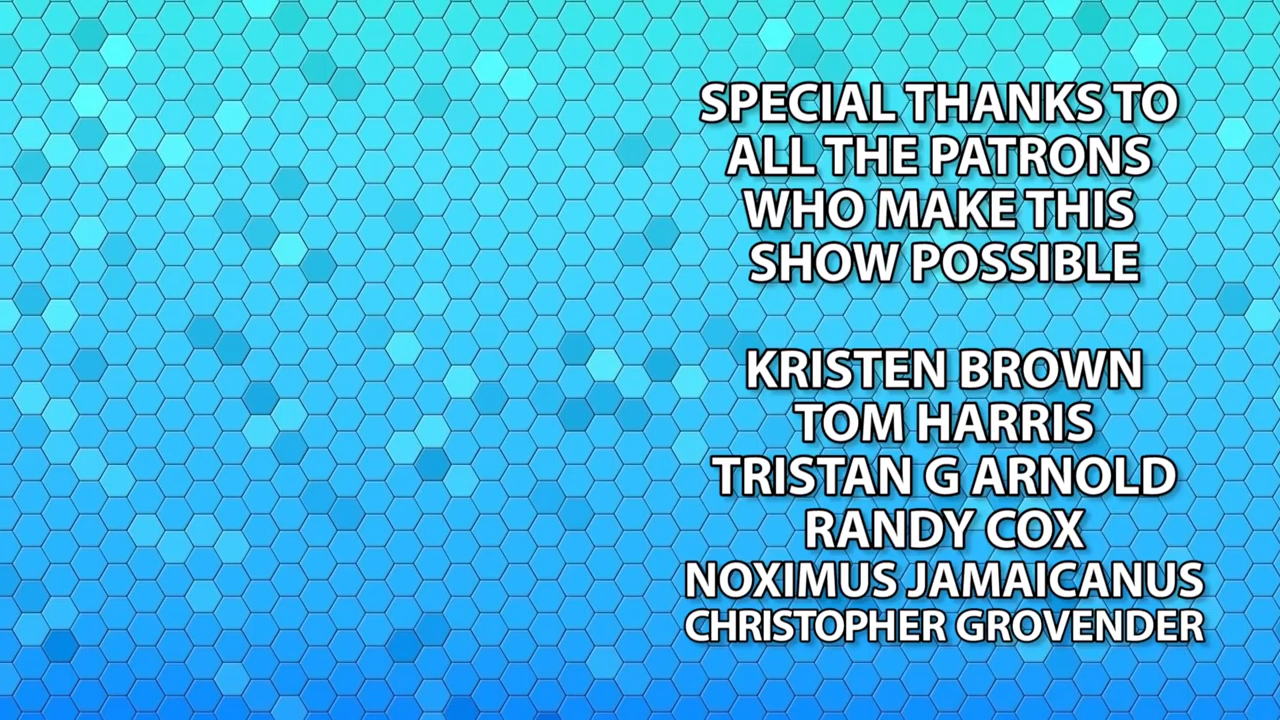 SPECIAL THANKS TO
ALL THE PATRONS
WHO MAKE THIS
SHOW POSSIBLE
KRISTEN BROWN
TOM HARRIS
TRISTAN G ARNOLD
RANDY COX
NOXIMUS JAMAICANUS
CHRISTOPHER GROVENDER